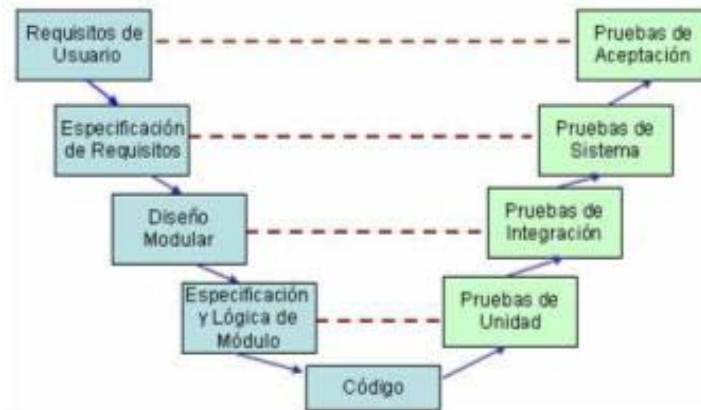 Requisitos de
Usuario
Pruebas de
Aceptación
Especificación
de Requisitos
Pruebas de
Sistema
Diseño
Modular
Pruebas de
Integración
Especificación
y Lógica de
Módulo
Pruebas de
Unidad
Código